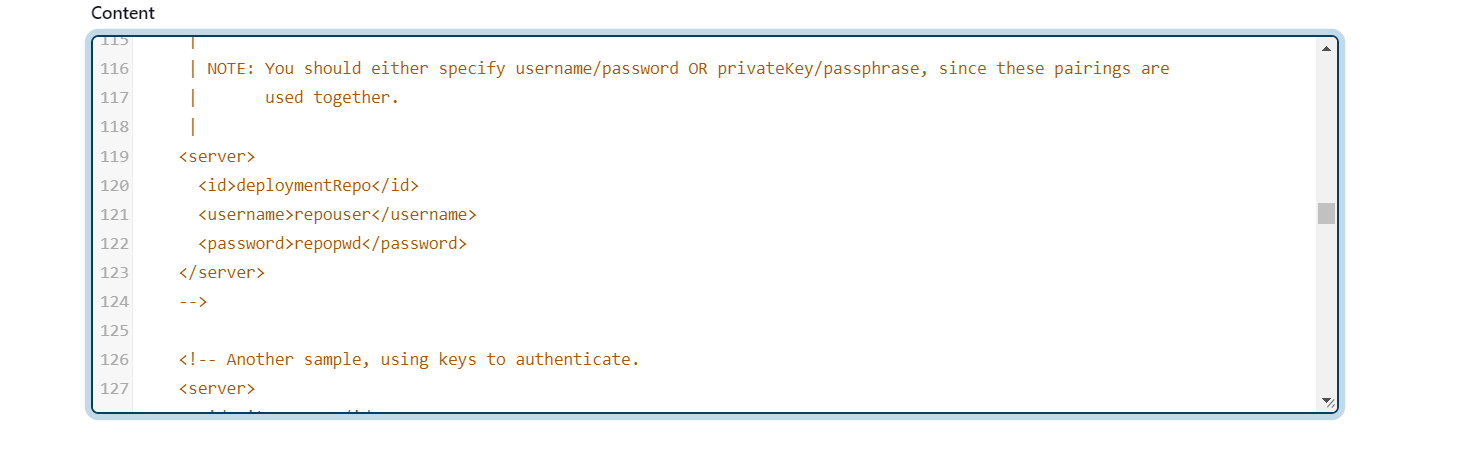 Content
115 |
116 | NOTE: You should either specify username/password OR privateKey/passphrase, since these pairings are
117 | used together.
118 |
119 <server>
120 <id>deploymentRepo</id>
121 <username>repouser</username>
122 <password>repopwd</password>
123 </server>
124 -->
125
126 <!-- Another sample, using keys to authenticate.
127 <server>